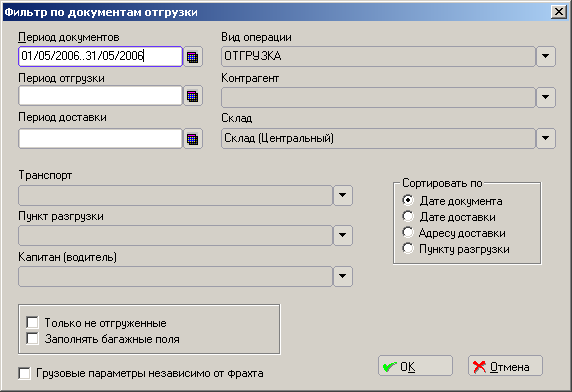 Фильтр по документам отгрузки
Период документов
01/05/2006..31/05/2006
Вид операции
ОТГРУЗКА
Период отгрузки
Контрагент
Период доставки
Склад
Склад (Центральный)
Транспорт
Пункт разгрузки
Капитан (водитель)
Сортировать по
Дате документа
Дате доставки
Адресу доставки
Пункту разгрузки
Только не отгруженные
Заполнять багажные поля
Грузовые параметры независимо от фрахта
OK
Отмена